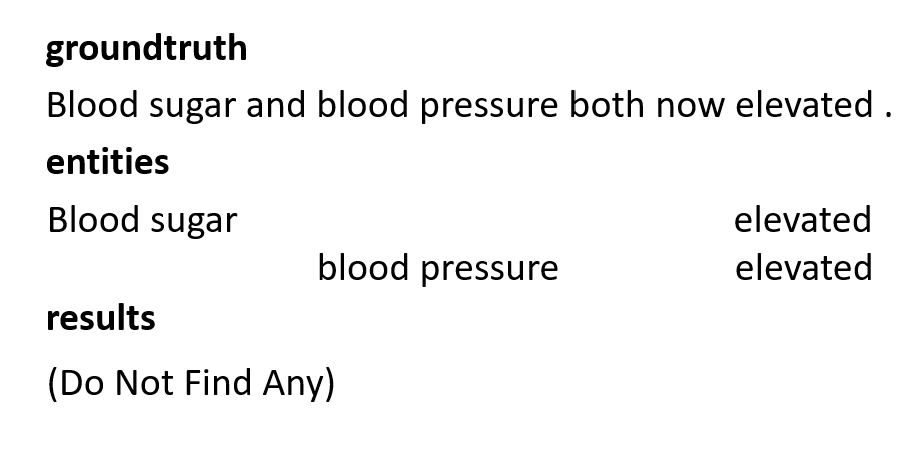 groundtruth
Blood sugar and blood pressure both now elevated .
entities
Blood sugar elevated
blood pressure elevated
results
(Do Not Find Any)